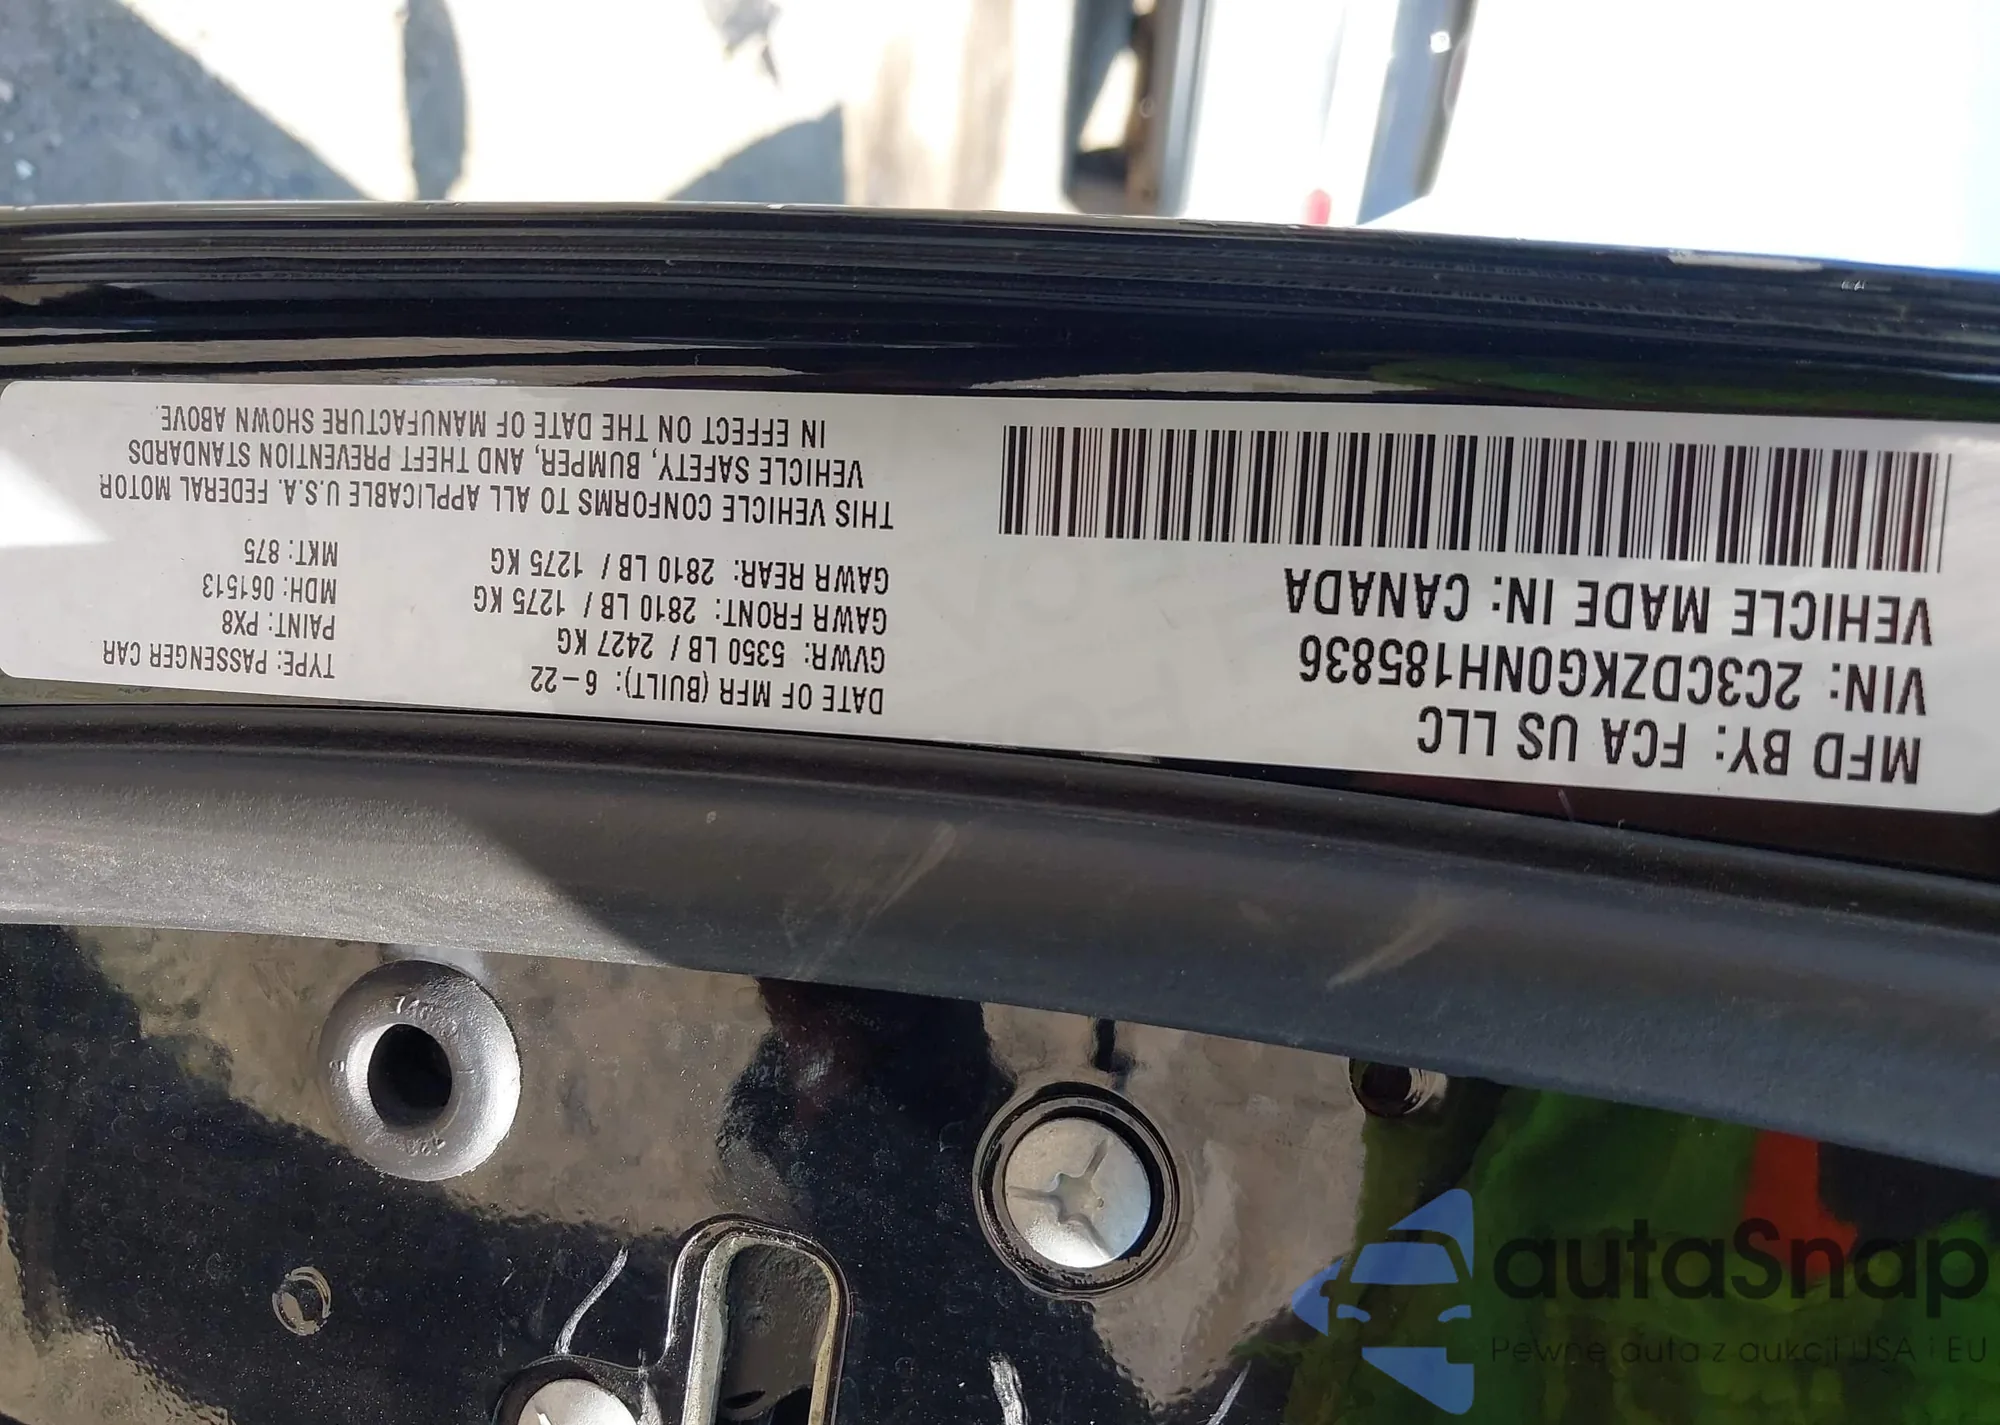 MFD BY: FCA US LLC
VIN: 2C3CDZKG0NH185836
VEHICLE MADE IN: CANADA
DATE OF MFR (BUILT): 6-22
GVWR: 5350 LB / 2427 KG
GAWR FRONT: 2810 LB / 1275 KG
GAWR REAR: 2810 LB / 1275 KG
TYPE: PASSENGER CAR
PAINT: PX8
MDH: 061513
MKT: 875
THIS VEHICLE CONFORMS TO ALL APPLICABLE U.S.A. FEDERAL MOTOR
VEHICLE SAFETY, BUMPER, AND THEFT PREVENTION STANDARDS
IN EFFECT ON THE DATE OF MANUFACTURE SHOWN ABOVE.
autaSnap
Pewne auta z aukcji USA i EU